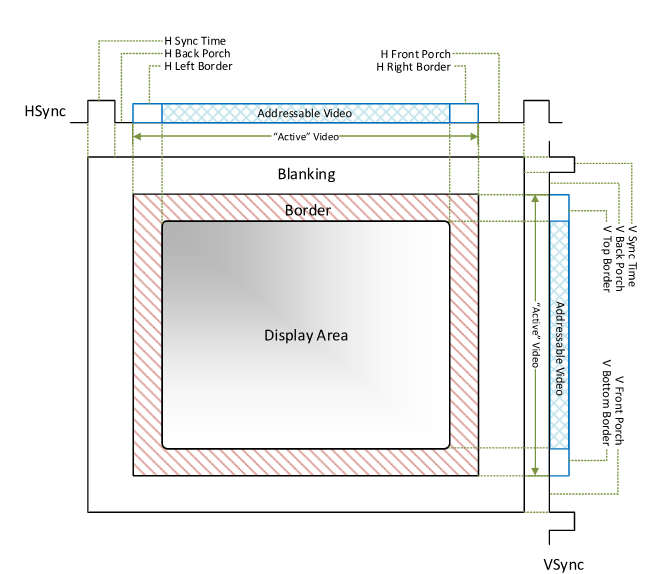 H Sync Time
H Back Porch
H Left Border
H Front Porch
H Right Border
HSync
Addressable Video
“Active” Video
Blanking
Border
Display Area
“Active” Video
Addressable Video
V Sync Time
V Back Porch
V Top Border
V Front Porch
V Bottom Border
VSync